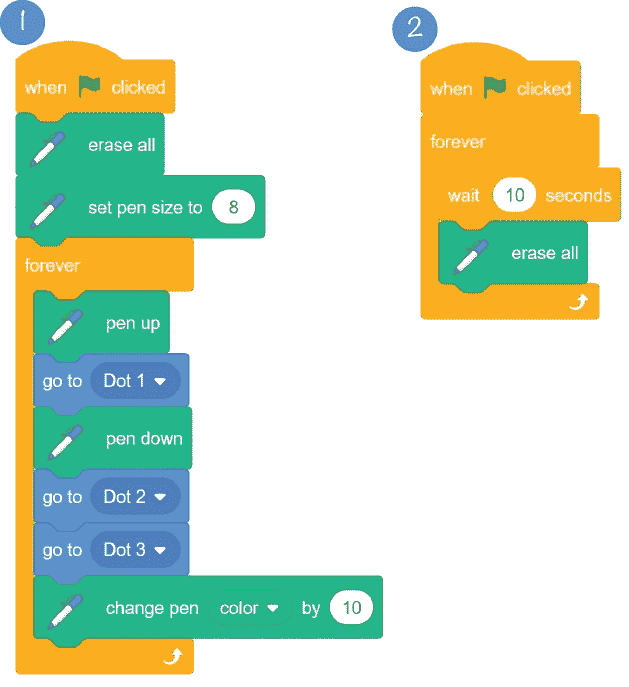 1
when clicked
erase all
set pen size to 8
forever
pen up
go to Dot 1
pen down
go to Dot 2
go to Dot 3
change pen color by 10
2
when clicked
forever
wait 10 seconds
erase all